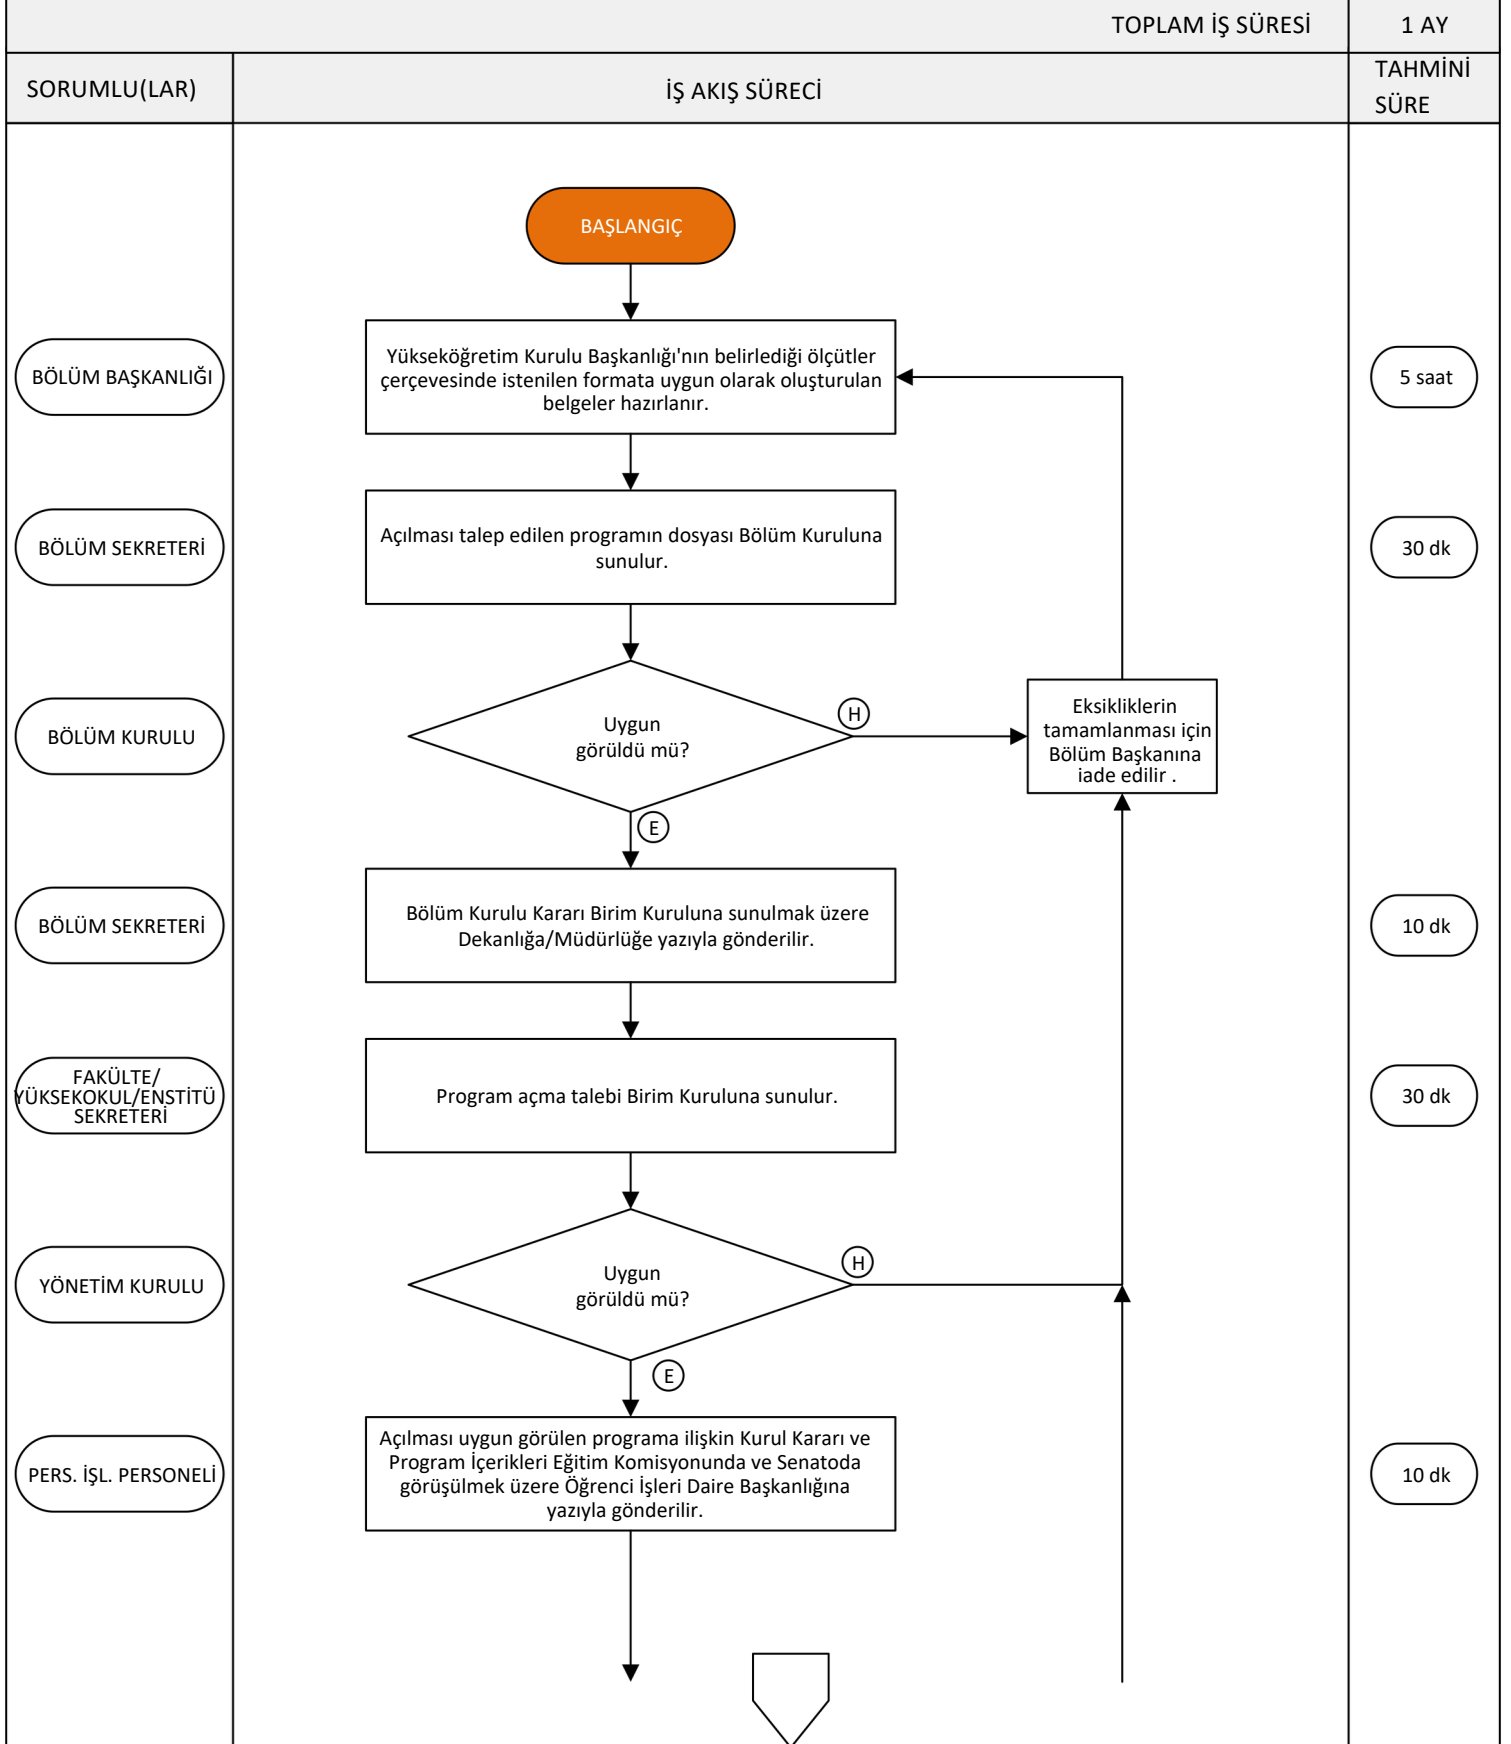 TOPLAM İŞ SÜRESİ
1 AY
SORUMLU(LAR)
İŞ AKIŞ SÜRECİ
TAHMİNİ
SÜRE
BAŞLANGIÇ
BÖLÜM BAŞKANLIĞI
Yükseköğretim Kurulu Başkanlığı'nın belirlediği ölçütler
çerçevesinde istenilen formata uygun olarak oluşturulan
belgeler hazırlanır.
5 saat
BÖLÜM SEKRETERİ
Açılması talep edilen programın dosyası Bölüm Kuruluna
sunulur.
30 dk
BÖLÜM KURULU
Uygun
görüldü mü?
H
Eksikliklerin
tamamlanması için
Bölüm Başkanına
iade edilir .
E
BÖLÜM SEKRETERİ
Bölüm Kurulu Kararı Birim Kuruluna sunulmak üzere
Dekanlığa/Müdürlüğe yazıyla gönderilir.
10 dk
FAKÜLTE/
YÜKSEKOKUL/ENSTİTÜ
SEKRETERİ
Program açma talebi Birim Kuruluna sunulur.
30 dk
YÖNETİM KURULU
Uygun
görüldü mü?
H
E
PERS. İŞL. PERSONELİ
Açılması uygun görülen programa ilişkin Kurul Kararı ve
Program İçerikleri Eğitim Komisyonunda ve Senatoda
görüşülmek üzere Öğrenci İşleri Daire Başkanlığına
yazıyla gönderilir.
10 dk